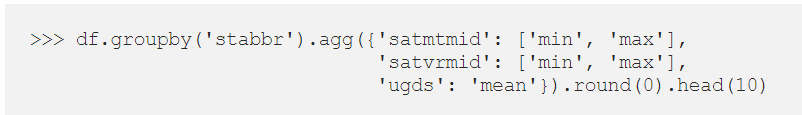 >>> df.groupby('stabbr').agg({'satmtmid': ['min', 'max'],
                              'satvrmid': ['min', 'max'],
                              'ugds': 'mean'}).round(0).head(10)